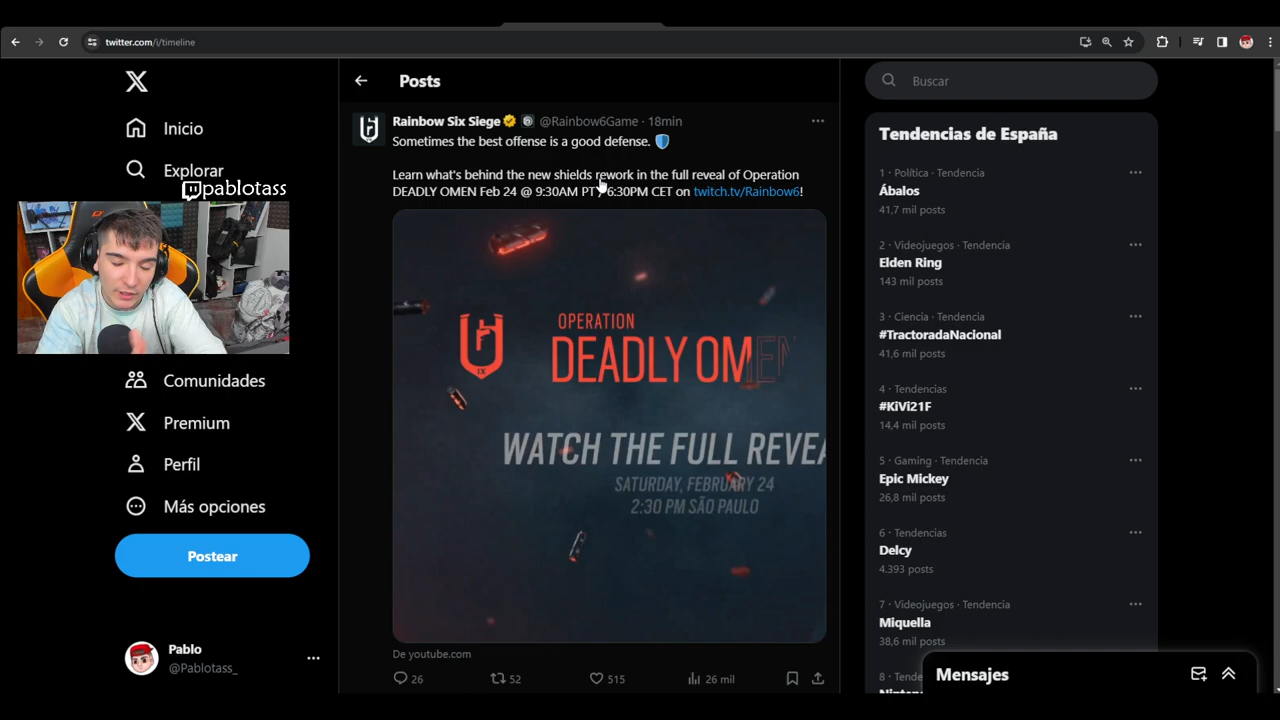 twitter.com/i/timeline
Inicio
Explorar
pablotass
Comunidades
Premium
Perfil
Más opciones
Postear
Pablo
@Pablotass_
Posts
Rainbow Six Siege @Rainbow6Game · 18min
Sometimes the best offense is a good defense.
Learn what's behind the new shields rework in the full reveal of Operation
DEADLY OMEN Feb 24 @ 9:30AM PT / 6:30PM CET on twitch.tv/Rainbow6!
OPERATION
DEADLY OMEN
IX
WATCH THE FULL REVEA
SATURDAY, FEBRUARY 24
2:30 PM SÃO PAULO
De youtube.com
26
52
515
26 mil
Buscar
Tendencias de España
1 · Política · Tendencia
Ábalos
41,7 mil posts
2 · Videojuegos · Tendencia
Elden Ring
143 mil posts
3 · Ciencia · Tendencia
#TractoradaNacional
41,6 mil posts
4 · Tendencias
#KiVi21F
14,4 mil posts
5 · Gaming · Tendencia
Epic Mickey
26,8 mil posts
6 · Tendencias
Delcy
4.393 posts
7 · Videojuegos · Tendencia
Miquella
38,6 mil posts
8 · Tende
Mensajes